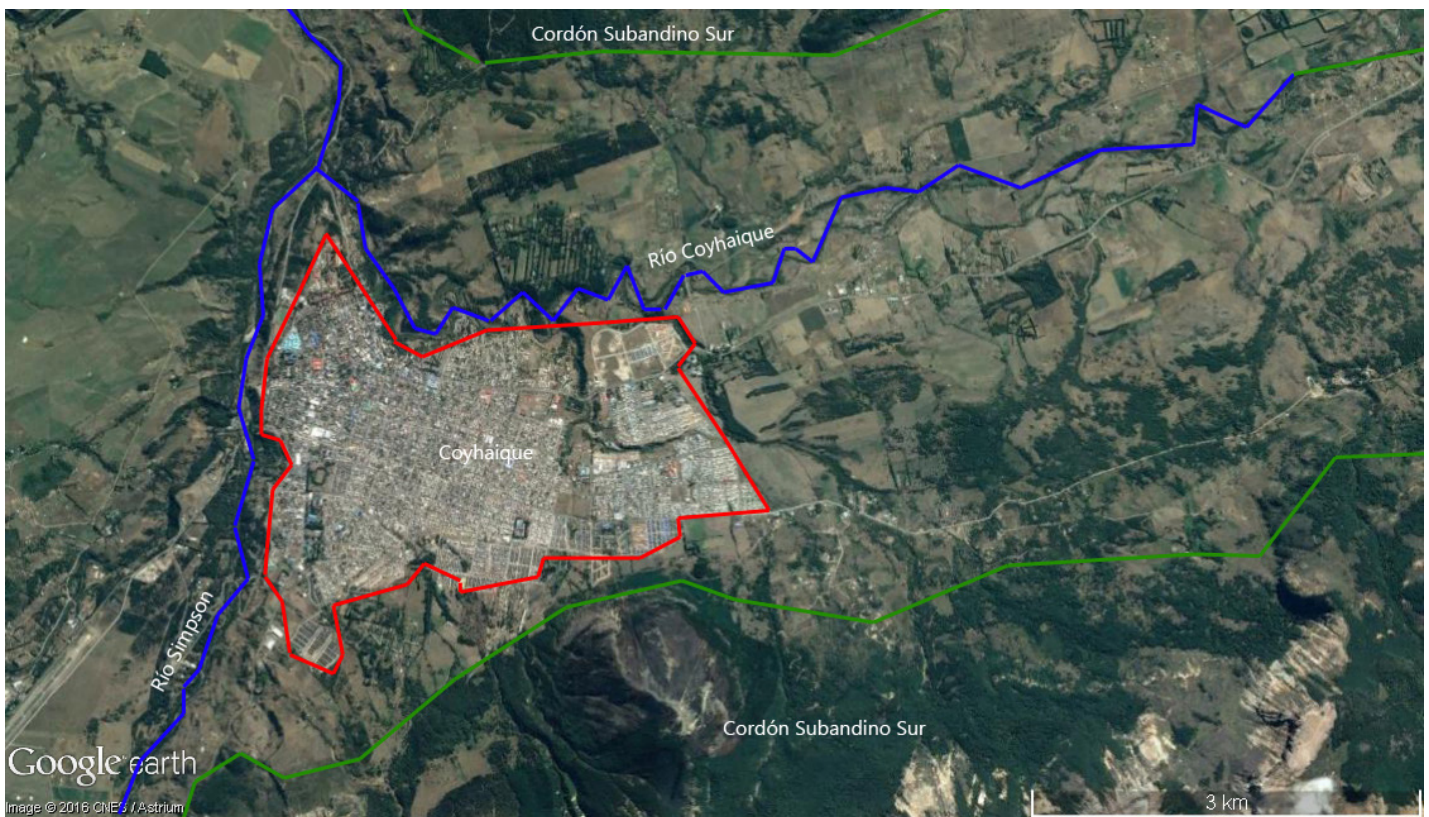 Cordón Subandino Sur
Río Coyhaique
Coyhaique
Río Simpson
Cordón Subandino Sur
Google earth
Image © 2016 CNES / Astrium
3 km